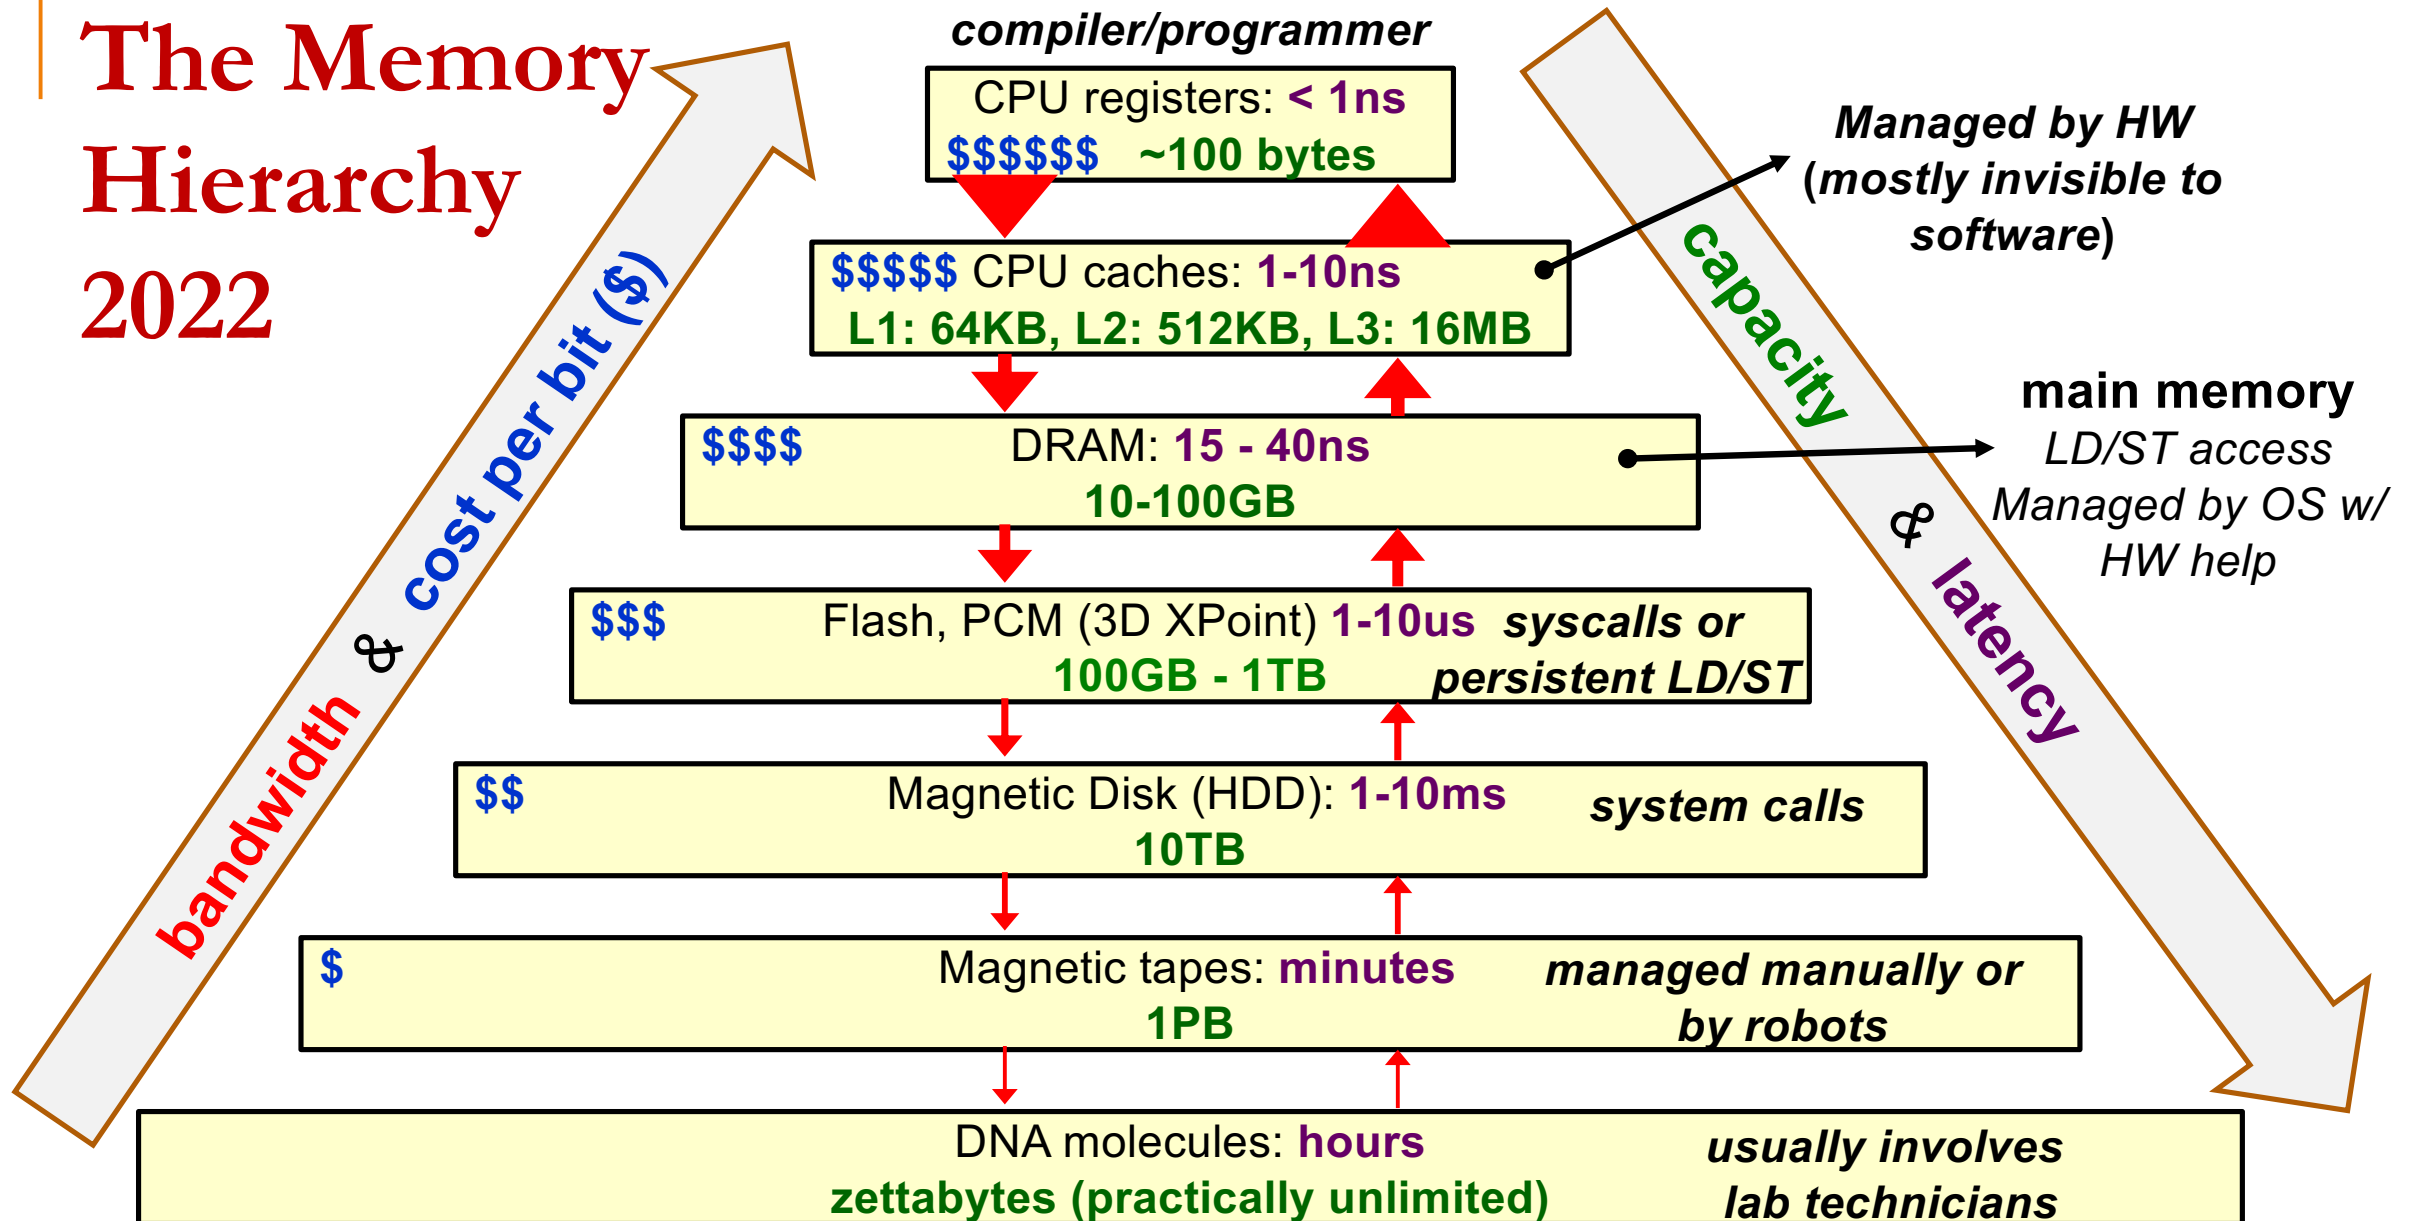 The Memory
Hierarchy
2022
compiler/programmer
CPU registers: < 1ns
$$$$$$ ~100 bytes
Managed by HW
(mostly invisible to
software)
$$$$$ CPU caches: 1-10ns
L1: 64KB, L2: 512KB, L3: 16MB
main memory
LD/ST access
Managed by OS w/
HW help
$$$$ DRAM: 15 - 40ns
10-100GB
$$$ Flash, PCM (3D XPoint) 1-10us syscalls or
100GB - 1TB persistent LD/ST
$$ Magnetic Disk (HDD): 1-10ms system calls
10TB
$ Magnetic tapes: minutes managed manually or
1PB by robots
DNA molecules: hours usually involves
zettabytes (practically unlimited) lab technicians
bandwidth & cost per bit ($)
capacity & latency